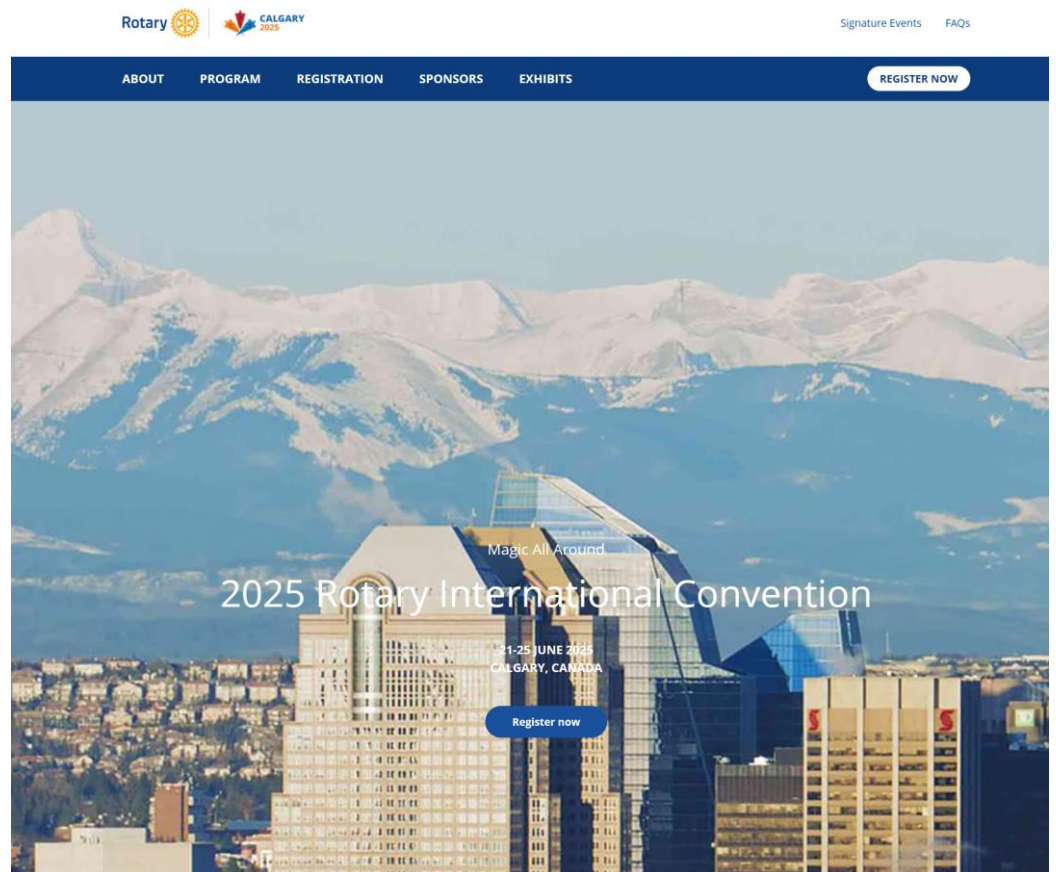 Rotary
CALGARY
2025
Signature Events
FAQs
ABOUT
PROGRAM
REGISTRATION
SPONSORS
EXHIBITS
REGISTER NOW
Magic All Around
2025 Rotary International Convention
21-25 JUNE 2025
CALGARY, CANADA
Register now